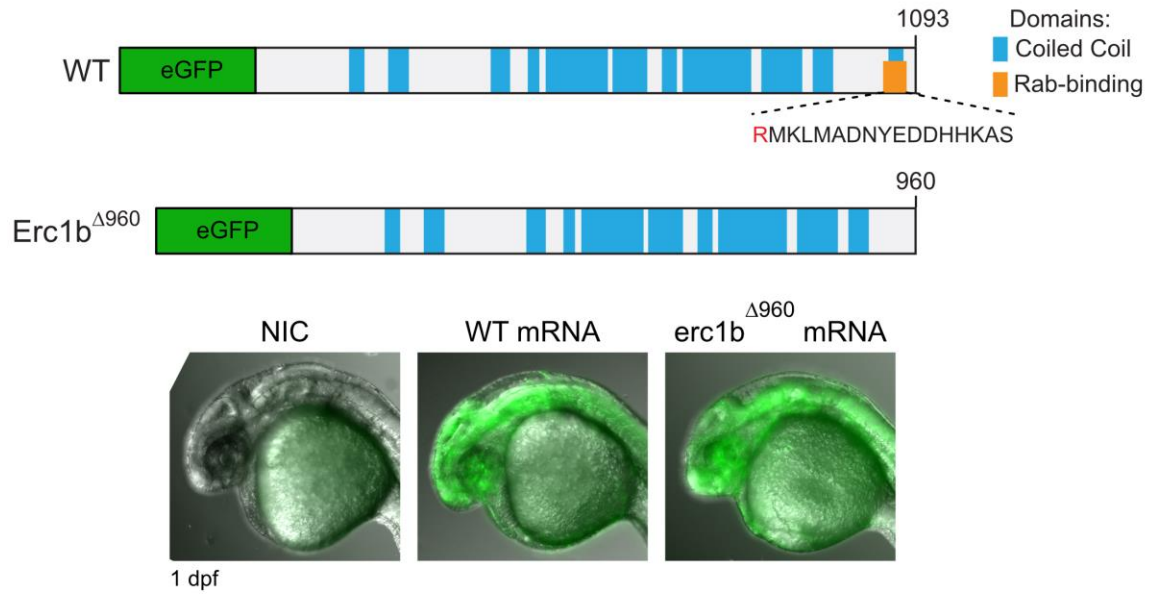 1093
Domains:
WT
eGFP
Coiled Coil
Rab-binding
RMKLMADNYEDDHHKAS
960
Erc1bΔ960
eGFP
NIC
WT mRNA
erc1bΔ960 mRNA
1 dpf